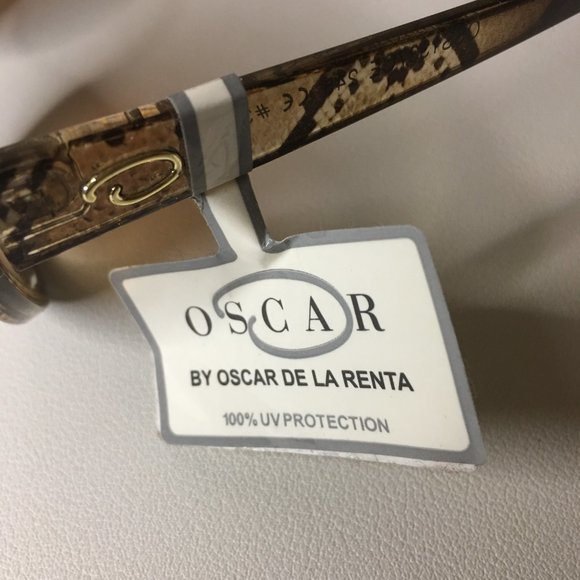 OSCAR
BY OSCAR DE LA RENTA
100% UV PROTECTION